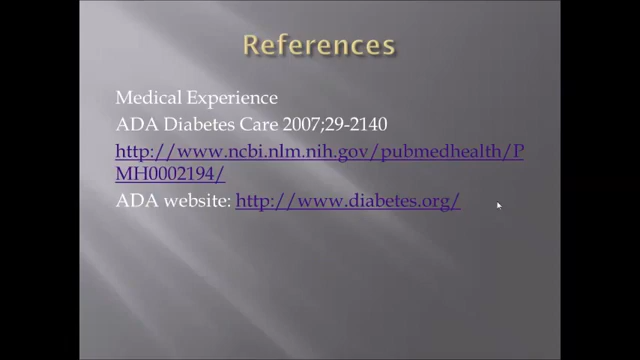 References
Medical Experience
ADA Diabetes Care 2007;29-2140
http://www.ncbi.nlm.nih.gov/pubmedhealth/P
MH0002194/
ADA website: http://www.diabetes.org/